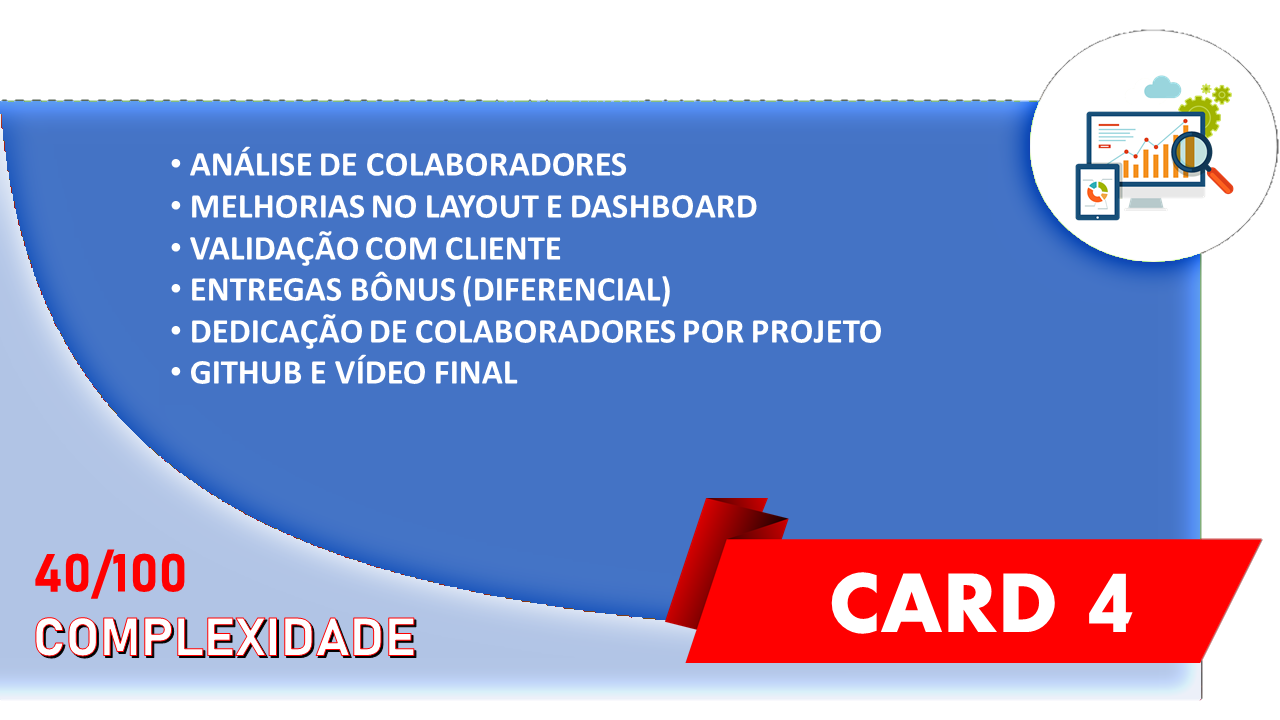 • ANÁLISE DE COLABORADORES
• MELHORIAS NO LAYOUT E DASHBOARD
• VALIDAÇÃO COM CLIENTE
• ENTREGAS BÔNUS (DIFERENCIAL)
• DEDICAÇÃO DE COLABORADORES POR PROJETO
• GITHUB E VÍDEO FINAL
40/100
COMPLEXIDADE
CARD 4